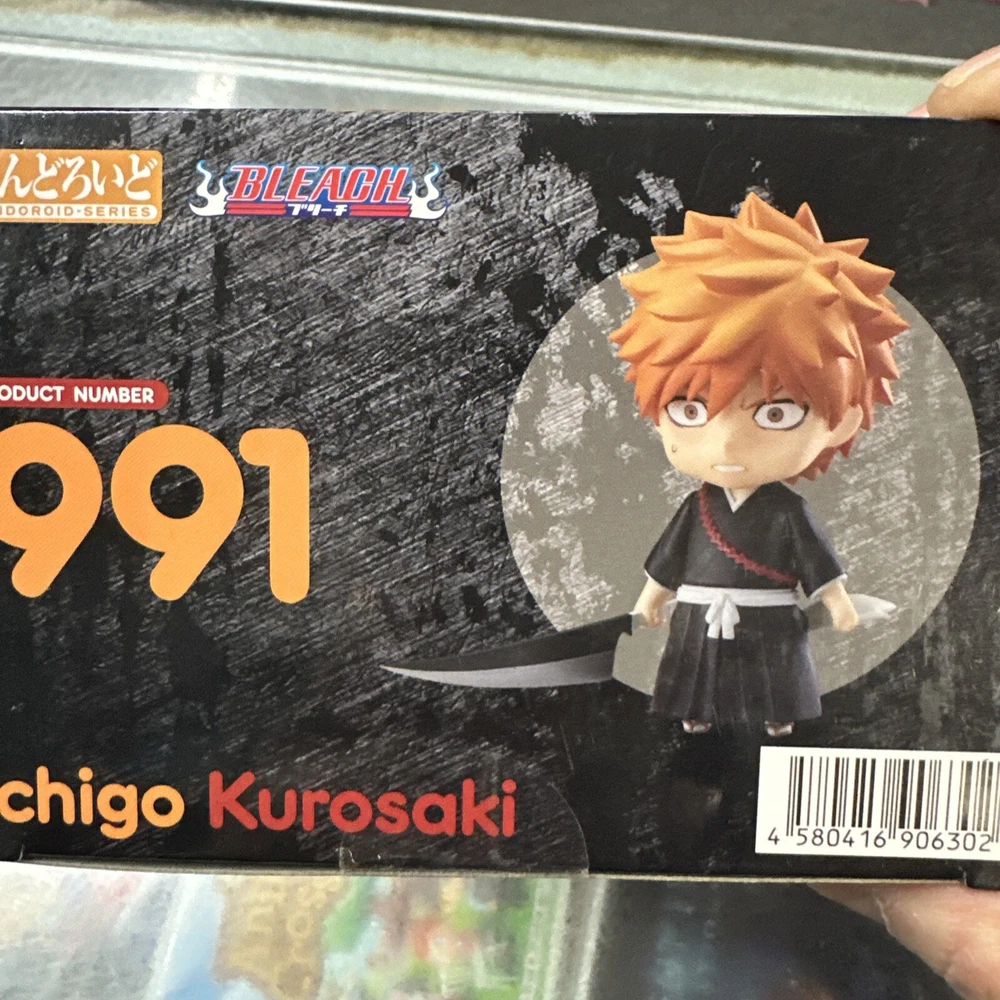 んどろいど
DOROID-SERIES
BLEACH
ブリーチ
ODUCT NUMBER
991
chigo Kurosaki
4 580416 906302